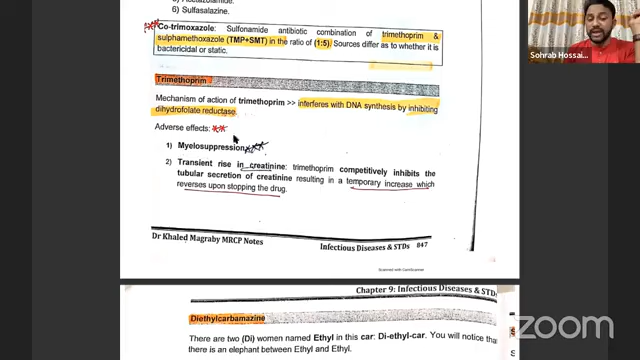 6) Sulfasalazine.
Co-trimoxazole: Sulfonamide antibiotic combination of trimethoprim &
sulphamethoxazole (TMP+SMT) in the ratio of (1:5) Sources differ as to whether it is
bactericidal or static.
Trimethoprim
Mechanism of action of trimethoprim >> interferes with DNA synthesis by inhibiting
dihydrofolate reductase.
Adverse effects:
1) Myelosuppression
2) Transient rise in creatinine: trimethoprim competitively inhibits the
tubular secretion of creatinine resulting in a temporary increase which
reverses upon stopping the drug.
Dr Khaled Magraby MRCP Notes
Infectious Diseases & STDs 847
Scanned with CamScanner
Chapter 9: Infectious Diseases & STDs
Diethylcarbamazine
There are two (Di) women named Ethyl in this car: Di-ethyl-car. You will notice that
there is an elephant between Ethyl and Ethyl.
Sohrab Hossai...
zoom